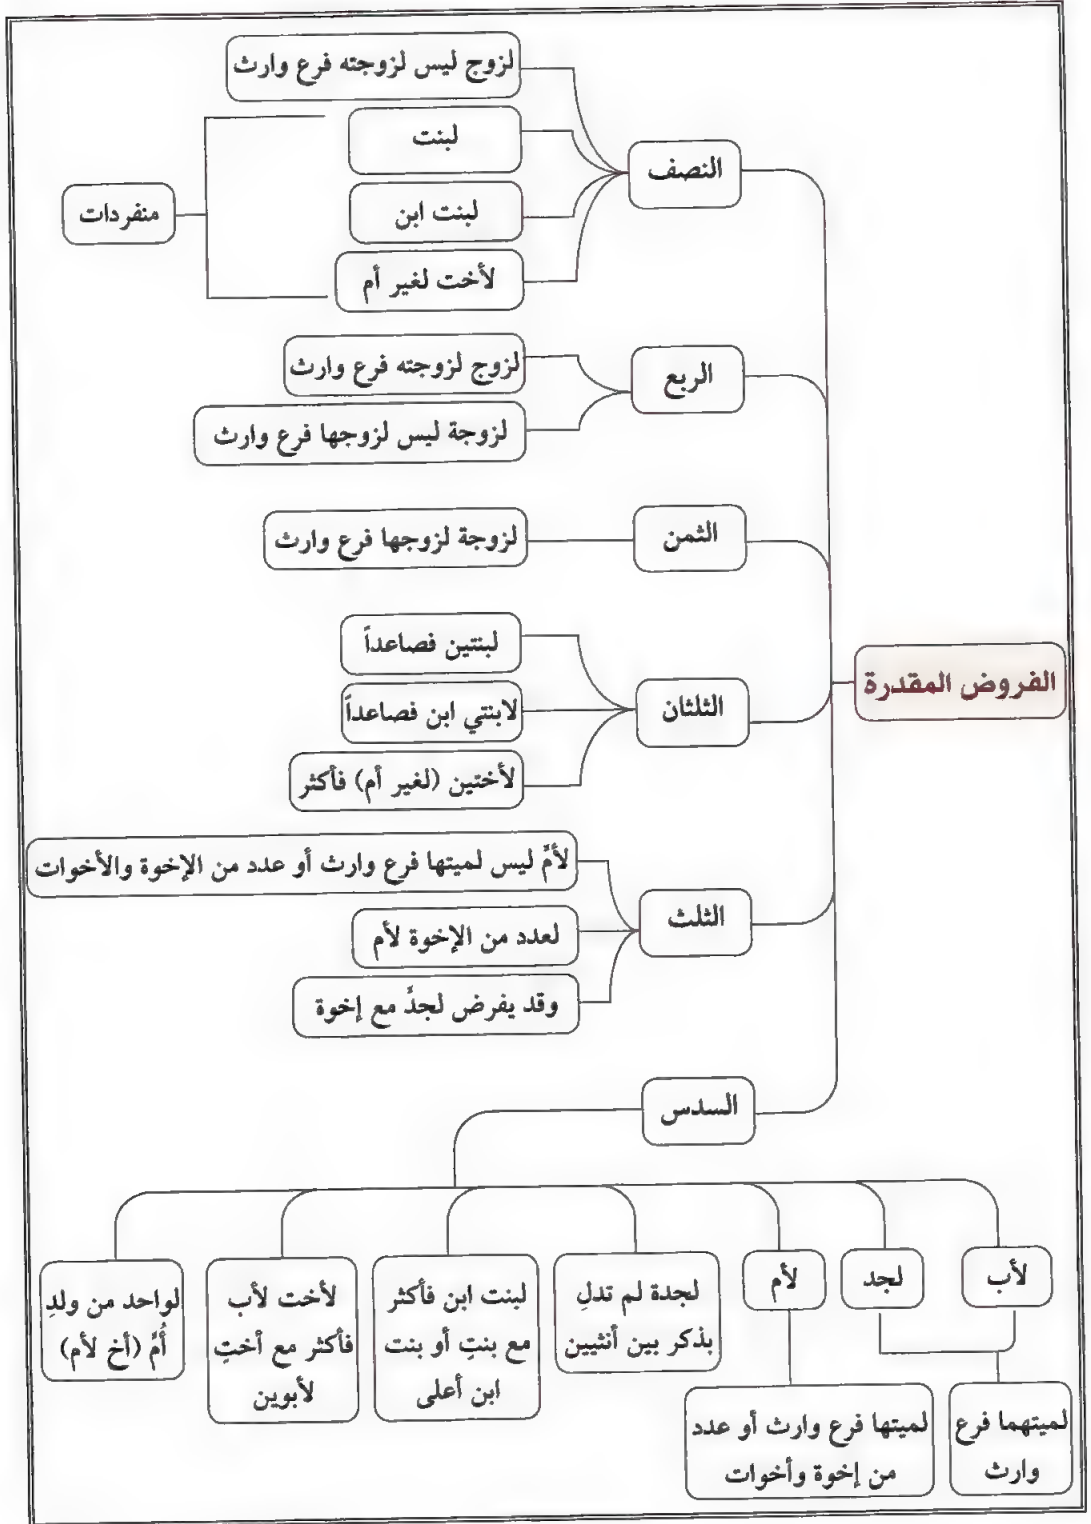 الفروض المقدرة
النصف
لزوج ليس لزوجته فرع وارث
لبنت
لبنت ابن
لأخت لغير أم
منفردات
الربع
لزوج لزوجته فرع وارث
لزوجة ليس لزوجها فرع وارث
الثمن
لزوجة لزوجها فرع وارث
الثلثان
لبنتين فصاعداً
لابنتي ابن فصاعداً
لأختين (لغير أم) فأكثر
الثلث
لأمٍّ ليس لميتها فرع وارث أو عدد من الإخوة والأخوات
لعدد من الإخوة لأم
وقد يفرض لجدٍّ مع إخوة
السدس
لأب
لجد
لميتهما فرع
وارث
لأم
لميتها فرع وارث أو عدد
من إخوة وأخوات
لجدة لم تدلِ
بذكر بين أنثيين
لبنت ابن فأكثر
مع بنتٍ أو بنت
ابن أعلى
لأخت لأب
فأكثر مع أختٍ
لأبوين
لواحد من ولدِ
أُمٍّ (أخ لأم)